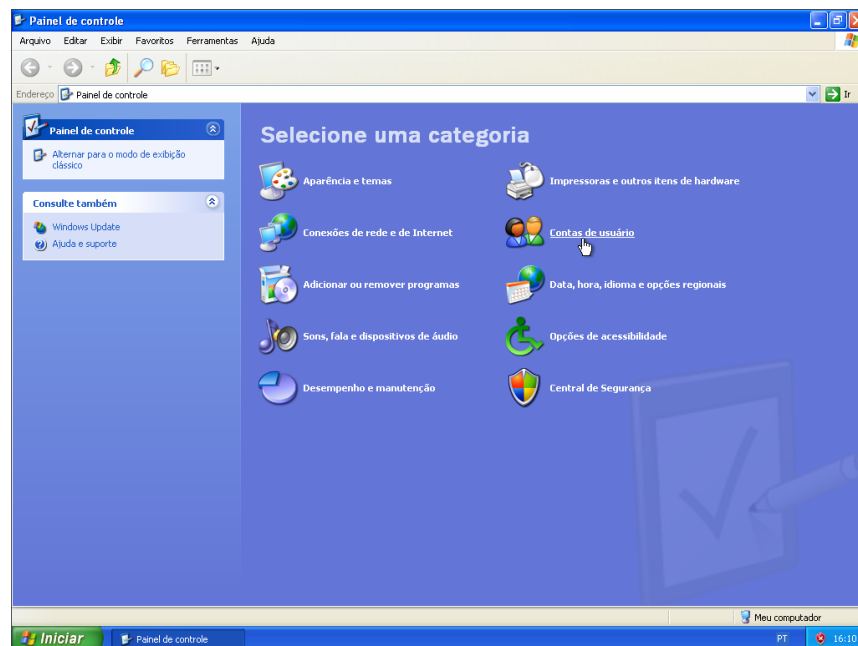 Painel de controle
Arquivo Editar Exibir Favoritos Ferramentas Ajuda
Endereço Painel de controle Ir
Painel de controle
Alternar para o modo de exibição
clássico
Consulte também
Windows Update
Ajuda e suporte
Selecione uma categoria
Aparência e temas
Impressoras e outros itens de hardware
Conexões de rede e de Internet
Contas de usuário
Adicionar ou remover programas
Data, hora, idioma e opções regionais
Sons, fala e dispositivos de áudio
Opções de acessibilidade
Desempenho e manutenção
Central de Segurança
Meu computador
Iniciar Painel de controle PT 16:10